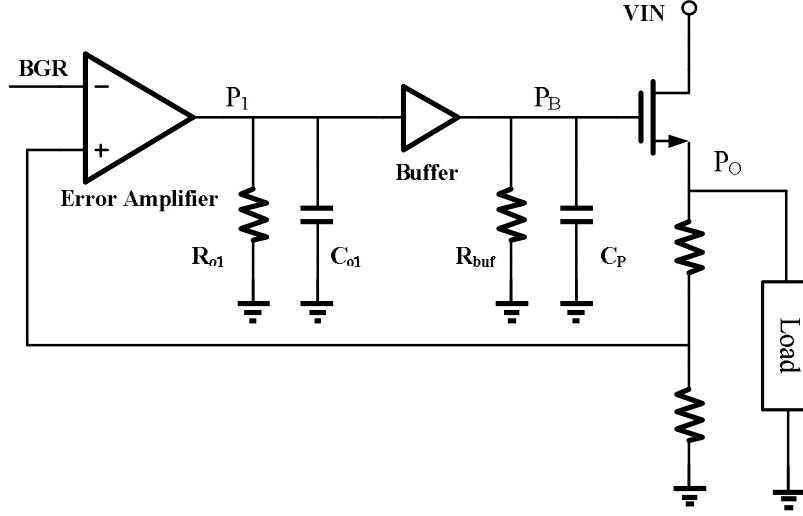 VIN
BGR
−
+
P1
PB
Buffer
Error Amplifier
PO
Ro1
Co1
Rbuf
CP
Load